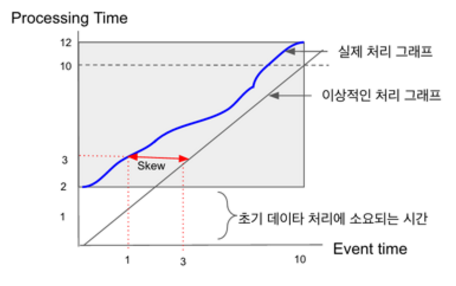 Processing Time
12
실제 처리 그래프
10
이상적인 처리 그래프
3
Skew
2
1
초기 데이타 처리에 소요되는 시간
Event time
1
3
10